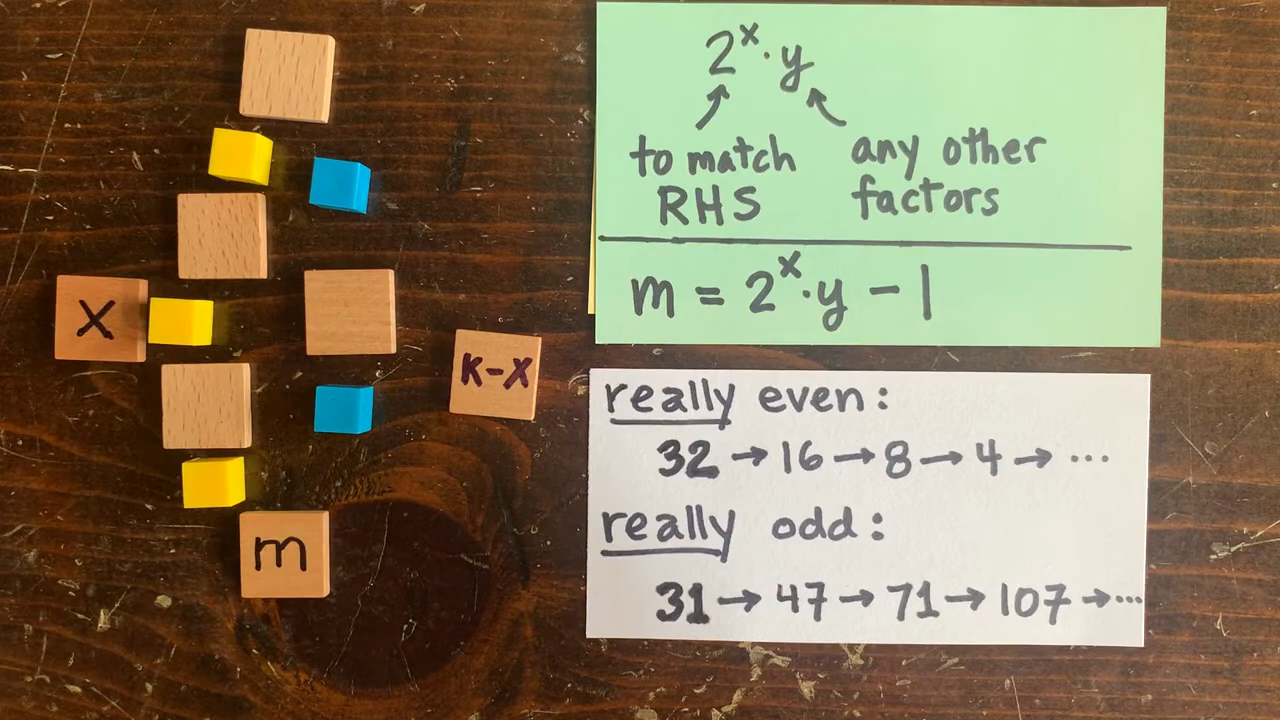 x
m
K-x
2^x · y
to match
RHS
any other
factors
m = 2^x · y - 1
really even:
32 → 16 → 8 → 4 → ...
really odd:
31 → 47 → 71 → 107 → ...